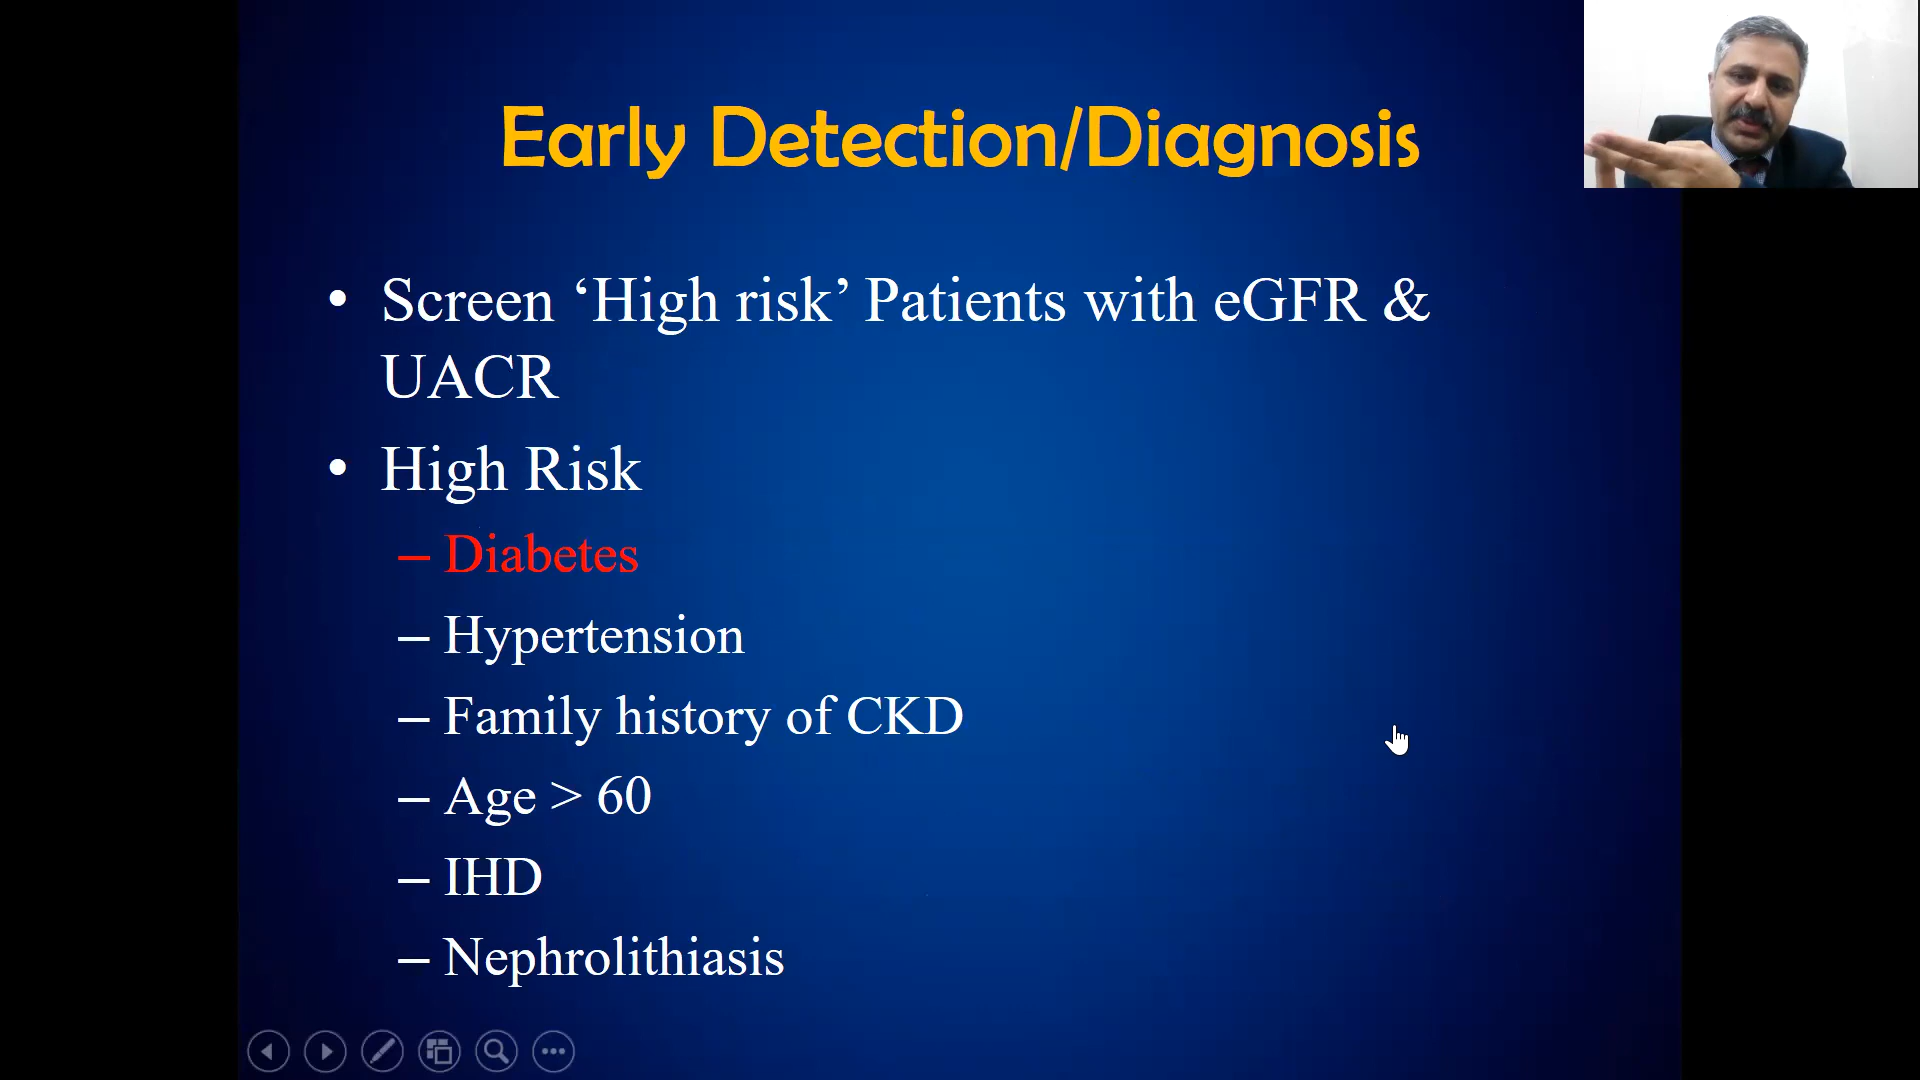 Early Detection/Diagnosis
• Screen ‘High risk’ Patients with eGFR &
UACR
• High Risk
– Diabetes
– Hypertension
– Family history of CKD
– Age > 60
– IHD
– Nephrolithiasis